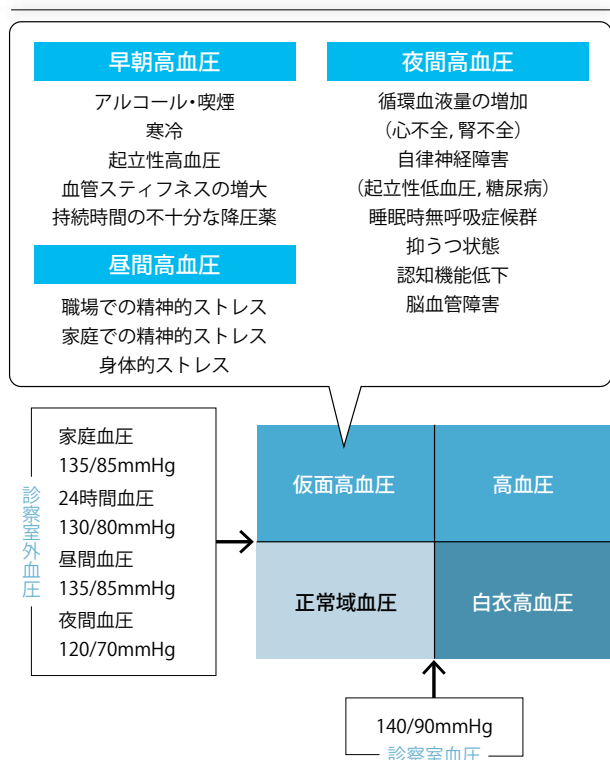 早朝高血圧
アルコール・喫煙
寒冷
起立性高血圧
血管スティフネスの増大
持続時間の不十分な降圧薬
昼間高血圧
職場での精神的ストレス
家庭での精神的ストレス
身体的ストレス
夜間高血圧
循環血液量の増加
(心不全, 腎不全)
自律神経障害
(起立性低血圧, 糖尿病)
睡眠時無呼吸症候群
抑うつ状態
認知機能低下
脳血管障害
診察室外血圧
家庭血圧
135/85mmHg
24時間血圧
130/80mmHg
昼間血圧
135/85mmHg
夜間血圧
120/70mmHg
仮面高血圧
高血圧
正常域血圧
白衣高血圧
140/90mmHg
診察室血圧